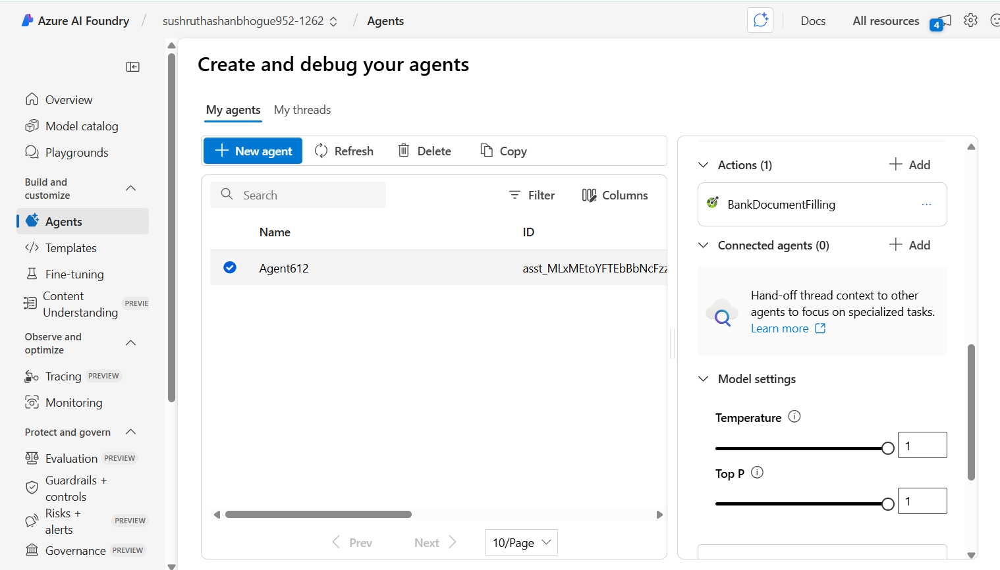 Azure AI Foundry / sushruthashanbhogue952-1262 / Agents
Docs
All resources
4
Create and debug your agents
Overview
Model catalog
Playgrounds
Build and
customize
Agents
Templates
Fine-tuning
Content
Understanding
PREVIE
Observe and
optimize
Tracing PREVIEW
Monitoring
Protect and govern
Evaluation PREVIEW
Guardrails +
controls
Risks +
alerts
PREVIEW
Governance PREVIEW
My agents My threads
New agent Refresh Delete Copy
Search Filter Columns
Name ID
Agent612 asst_MLxMEtoYFTEbBbNcFzz
Prev Next 10/Page
Actions (1) Add
BankDocumentFilling ...
Connected agents (0) Add
Hand-off thread context to other
agents to focus on specialized tasks.
Learn more
Model settings
Temperature
1
Top P
1